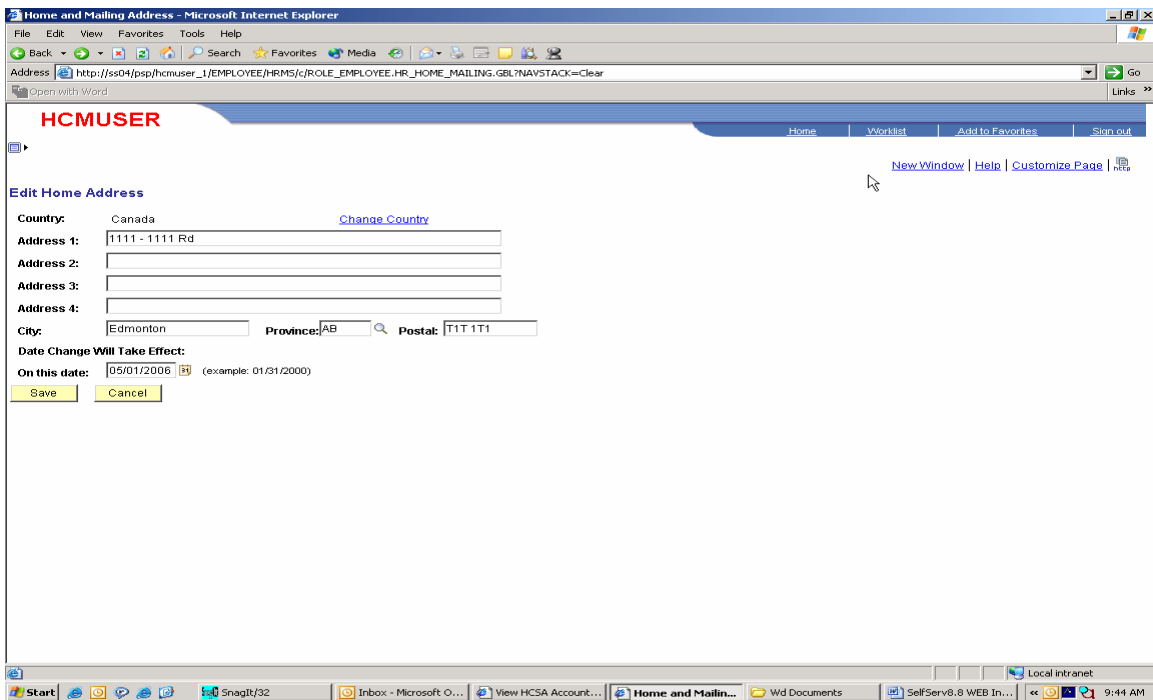 Home and Mailing Address - Microsoft Internet Explorer
File Edit View Favorites Tools Help
Back Search Favorites Media
Address http://ss04/psp/hcmuser_1/EMPLOYEE/HRMS/c/ROLE_EMPLOYEE.HR_HOME_MAILING.GBL?NAVSTACK=Clear Go
Open with Word Links »
HCMUSER
Home Worklist Add to Favorites Sign out
New Window | Help | Customize Page |
Edit Home Address
Country: Canada Change Country
Address 1: 1111 - 1111 Rd
Address 2:
Address 3:
Address 4:
City: Edmonton Province: AB Postal: T1T 1T1
Date Change Will Take Effect:
On this date: 05/01/2006 (example: 01/31/2000)
Save Cancel
Local intranet
Start SnagIt/32 Inbox - Microsoft O... View HCSA Account... Home and Mailin... Wd Documents SelfServ8.8 WEB In... « 9:44 AM